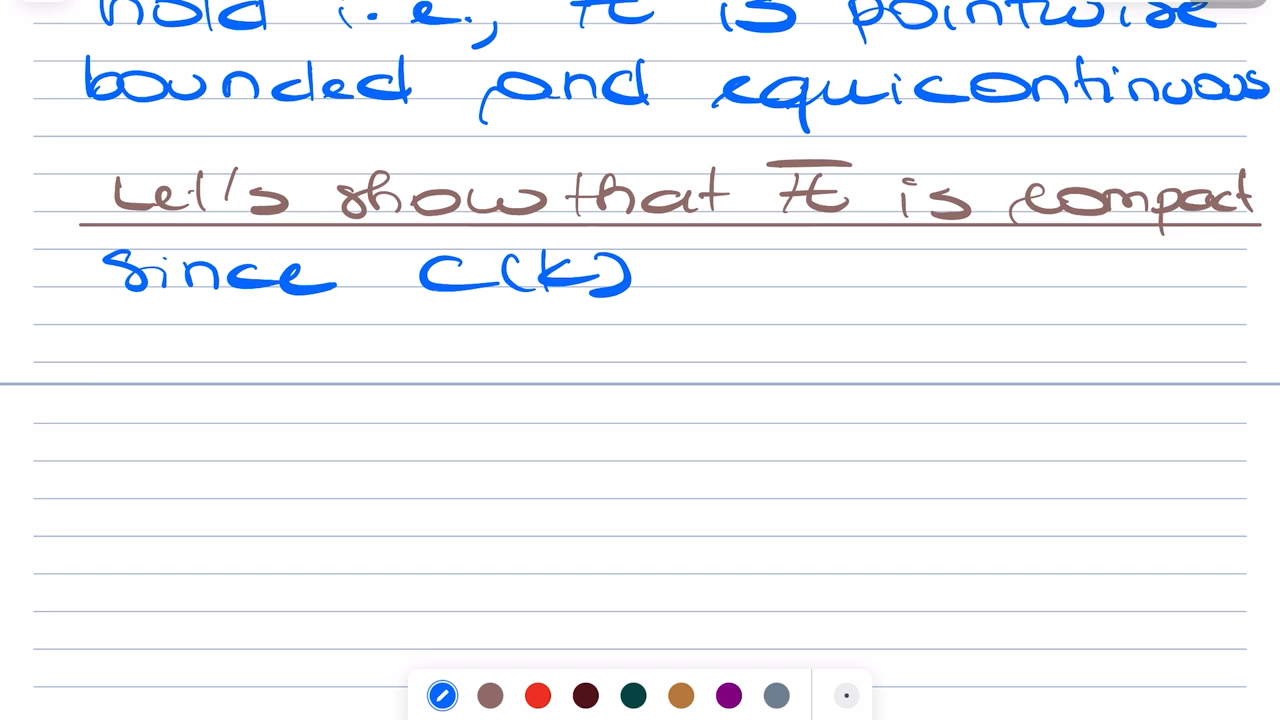 hold i.e., H is pointwise
bounded and equicontinuous
Let's show that H̅ is compact
Since C(K)